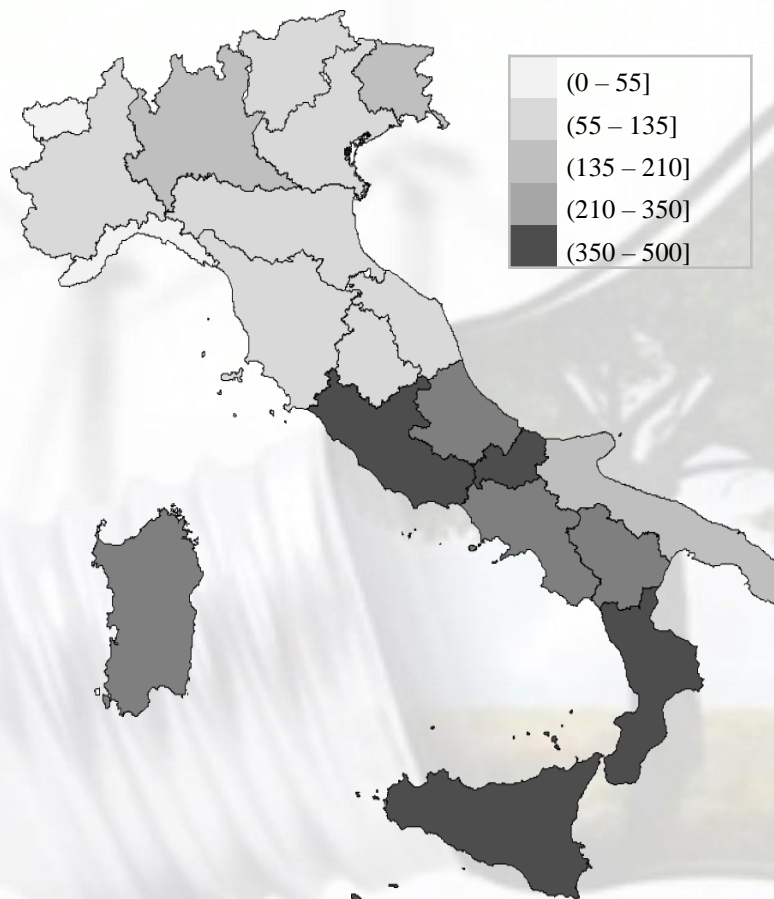 (0 – 55]
(55 – 135]
(135 – 210]
(210 – 350]
(350 – 500]